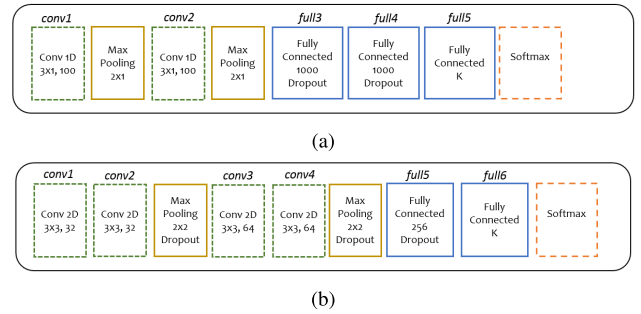 conv1 conv2 full3 full4 full5
Conv 1D
3x1, 100
Max
Pooling
2x1
Conv 1D
3x1, 100
Max
Pooling
2x1
Fully
Connected
1000
Dropout
Fully
Connected
1000
Dropout
Fully
Connected
K
Softmax
(a)
conv1 conv2 conv3 conv4 full5 full6
Conv 2D
3x3, 32
Conv 2D
3x3, 32
Max
Pooling
2x2
Dropout
Conv 2D
3x3, 64
Conv 2D
3x3, 64
Max
Pooling
2x2
Dropout
Fully
Connected
256
Dropout
Fully
Connected
K
Softmax
(b)